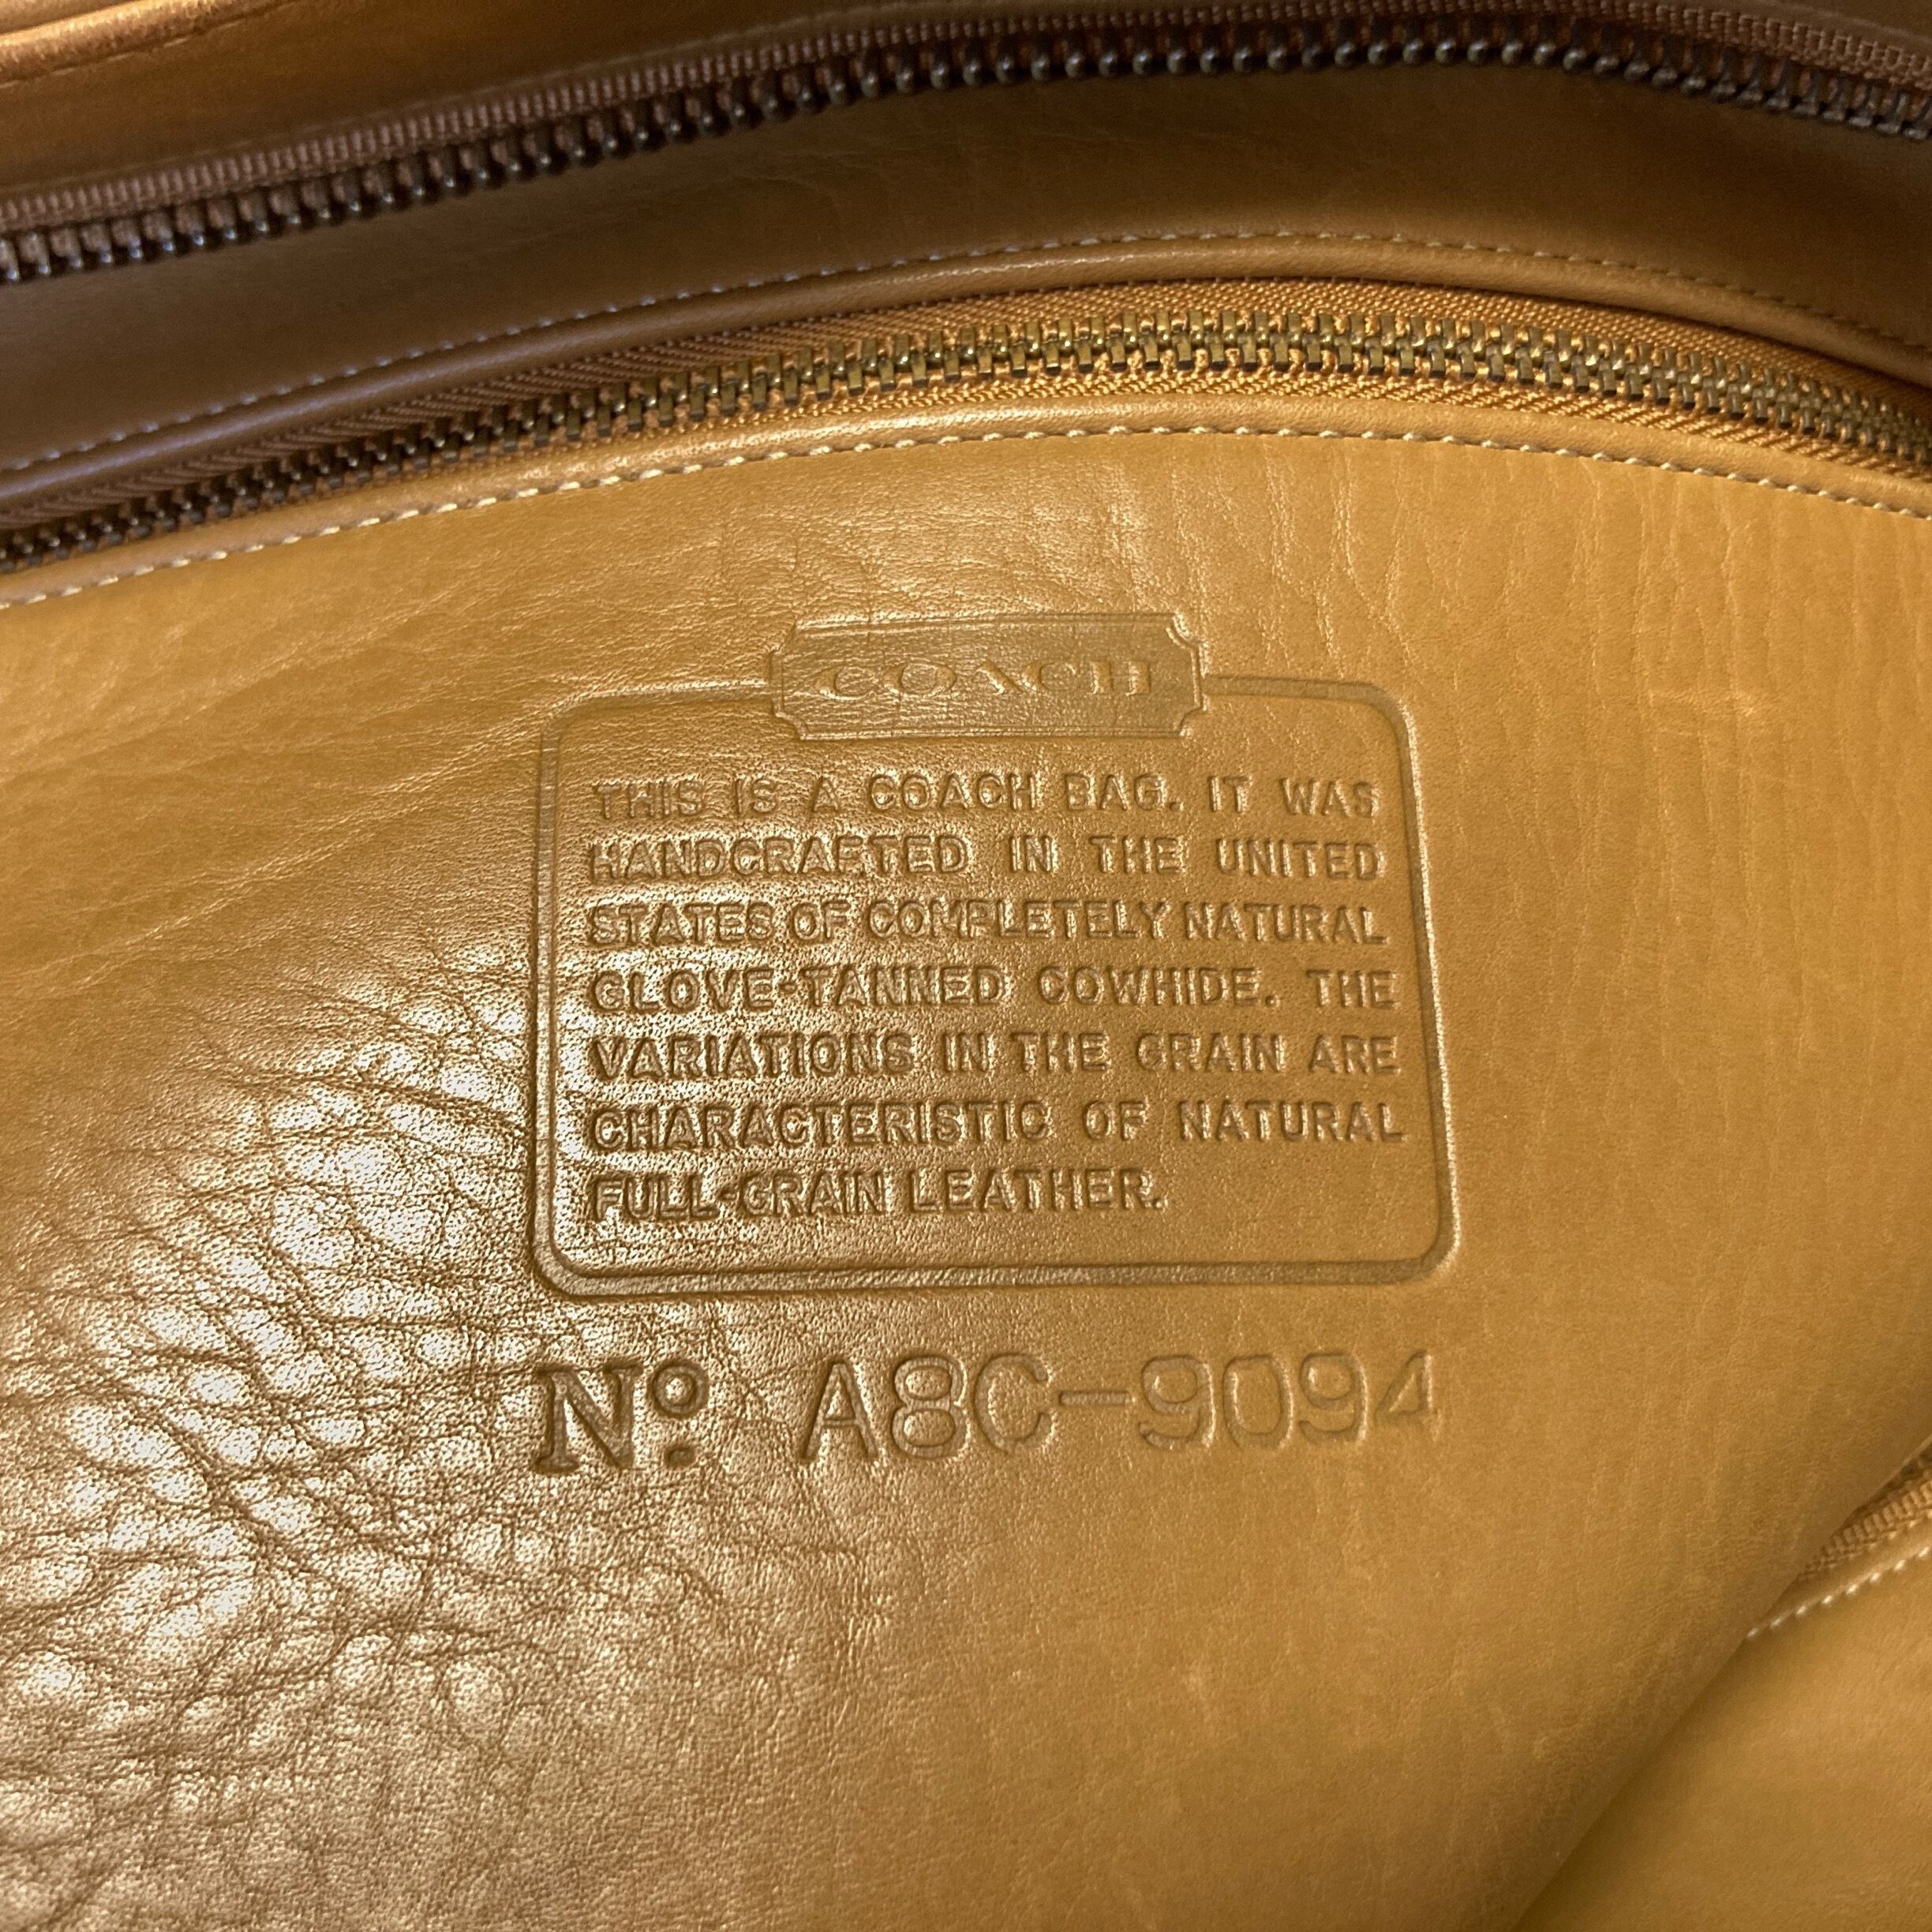 COACH
THIS IS A COACH BAG. IT WAS
HANDCRAFTED IN THE UNITED
STATES OF COMPLETELY NATURAL
GLOVE-TANNED COWHIDE. THE
VARIATIONS IN THE GRAIN ARE
CHARACTERISTIC OF NATURAL
FULL-GRAIN LEATHER.
Nº A8C-9094